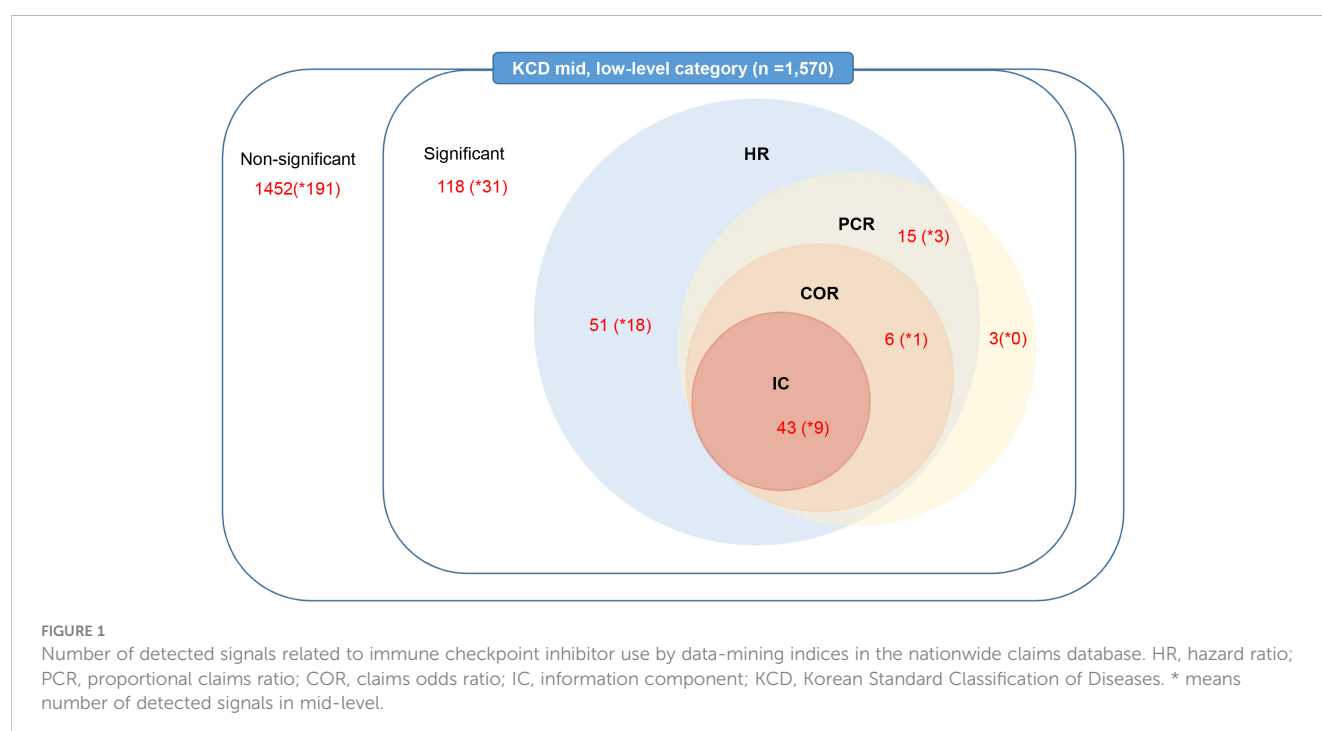 KCD mid, low-level category (n =1,570)
Non-significant
1452(*191)
Significant
118 (*31)
HR
PCR
15 (*3)
COR
51 (*18)
6 (*1)
3(*0)
IC
43 (*9)
FIGURE 1
Number of detected signals related to immune checkpoint inhibitor use by data-mining indices in the nationwide claims database. HR, hazard ratio;
PCR, proportional claims ratio; COR, claims odds ratio; IC, information component; KCD, Korean Standard Classification of Diseases. * means
number of detected signals in mid-level.